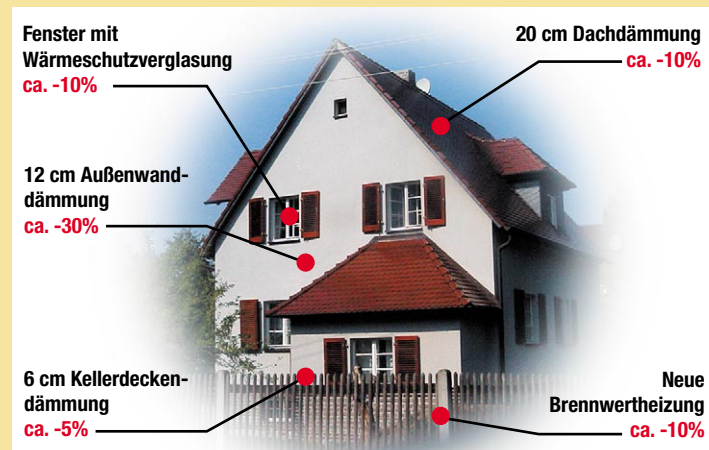 Fenster mit
Wärmeschutzverglasung
ca. -10%
20 cm Dachdämmung
ca. -10%
12 cm Außenwand-
dämmung
ca. -30%
6 cm Kellerdecken-
dämmung
ca. -5%
Neue
Brennwertheizung
ca. -10%